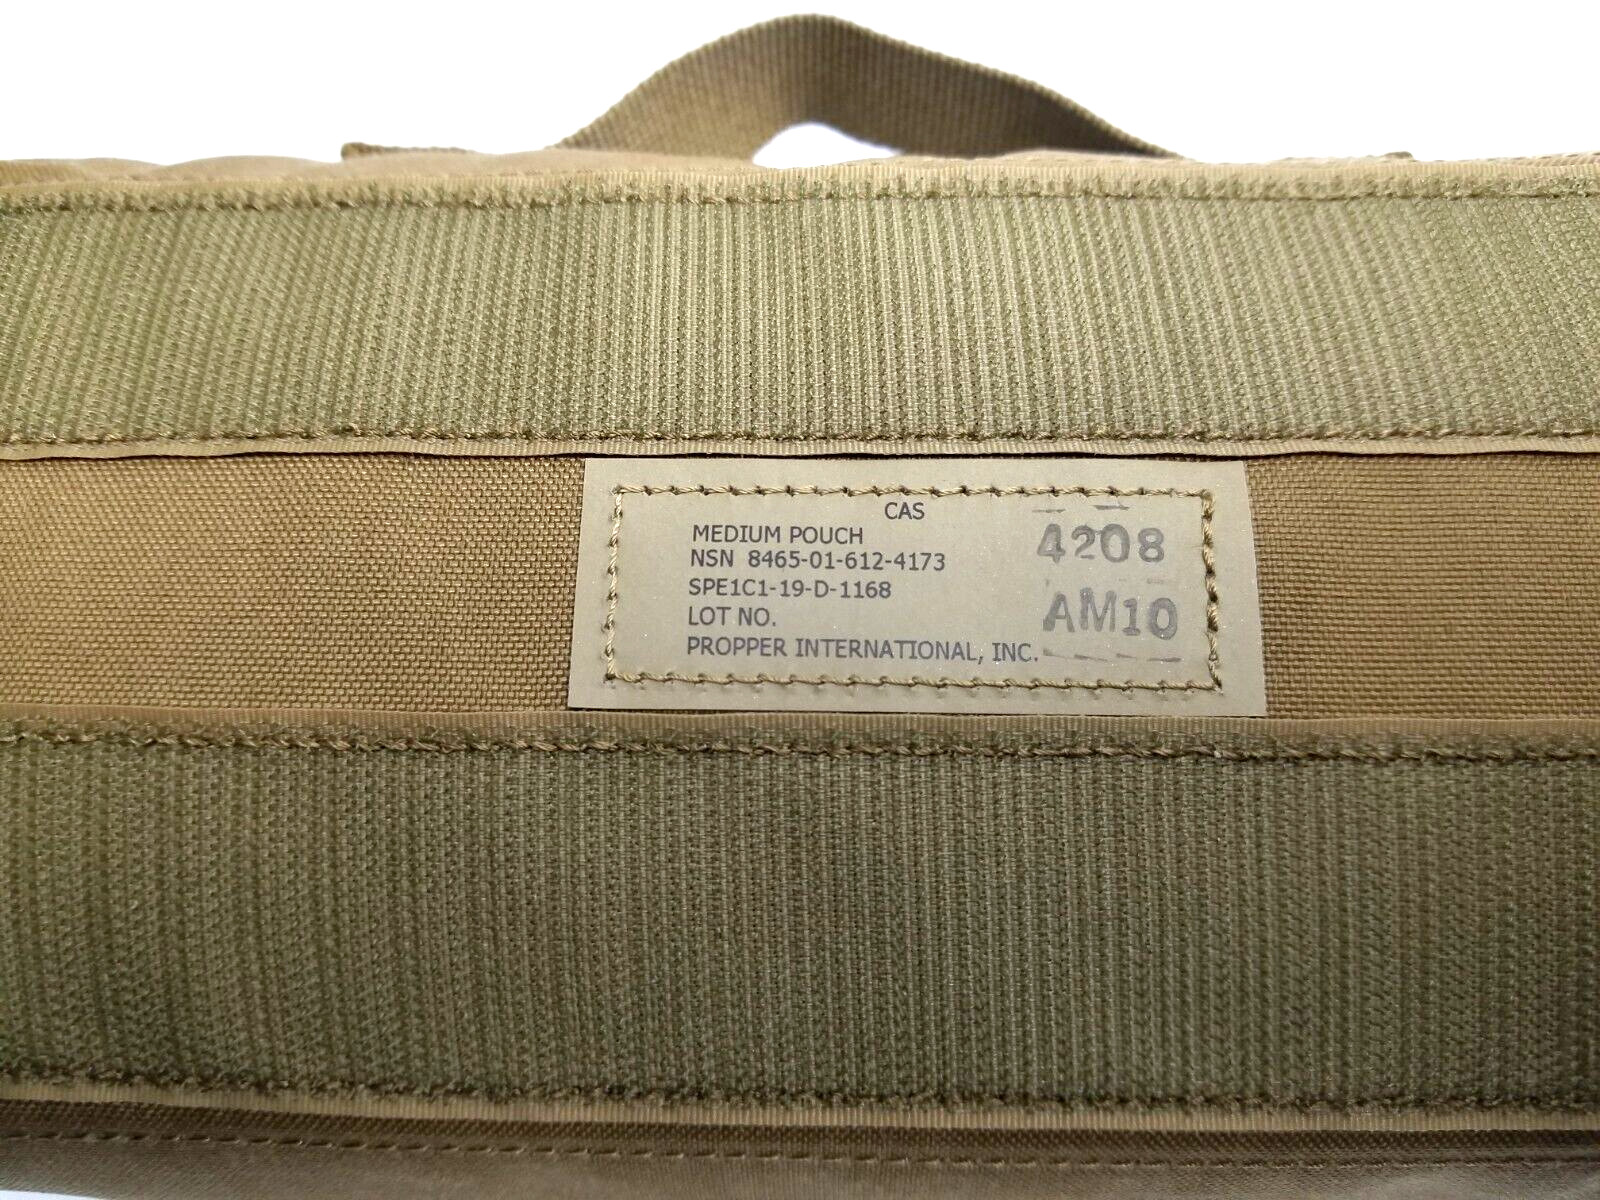 CAS
MEDIUM POUCH
NSN 8465-01-612-4173
SPE1C1-19-D-1168
LOT NO.
PROPPER INTERNATIONAL, INC.
4208
AM10